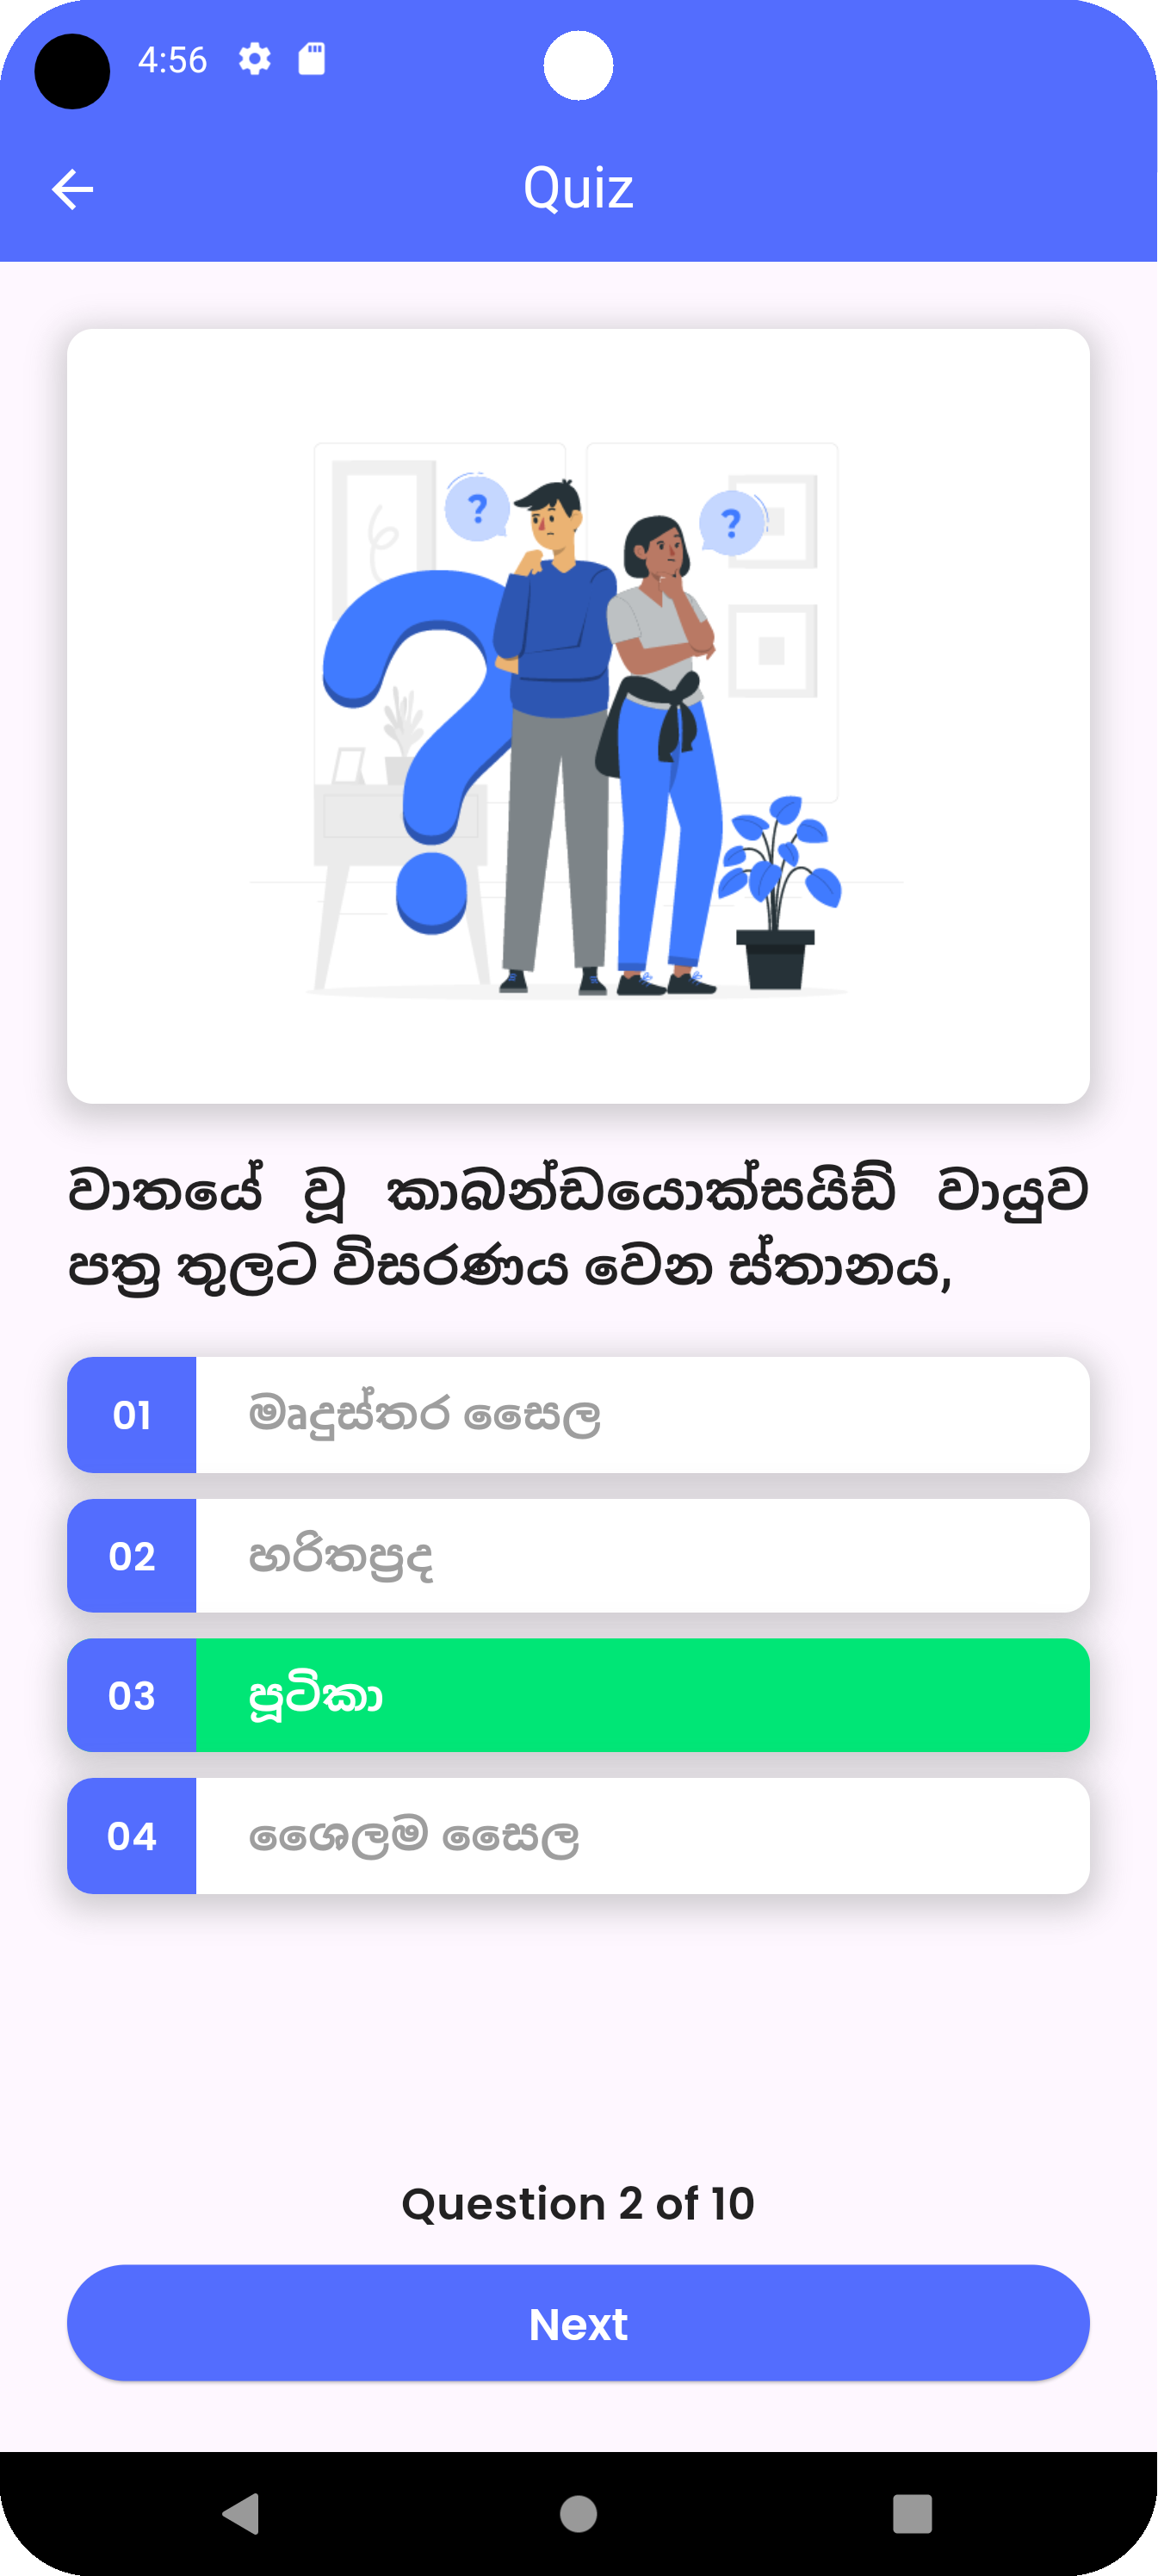 4:56
Quiz
?
?
වාතයේ වූ කාබන්ඩයොක්සයිඩ් වායුව
පත්‍ර තුලට විසරණය වෙන ස්තානය,
01 මෘදුස්තර සෛල
02 හරිතප්‍රද
03 පූටිකා
04 ශෛලම සෛල
Question 2 of 10
Next